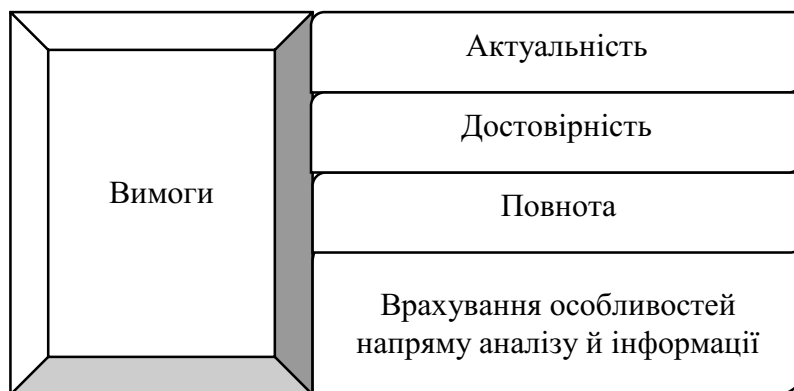 Вимоги
Актуальність
Достовірність
Повнота
Врахування особливостей
напряму аналізу й інформації